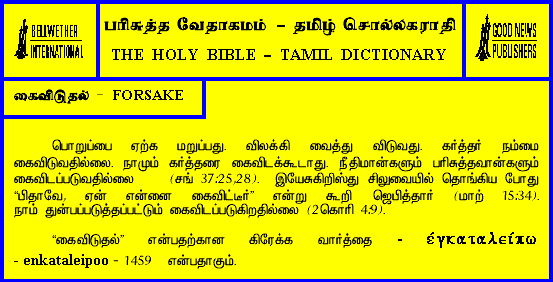 BELLWETHER
INTERNATIONAL
பரிசுத்த வேதாகமம் – தமிழ் சொல்லகராதி
THE HOLY BIBLE – TAMIL DICTIONARY
GOOD NEWS
PUBLISHERS
கைவிடுதல் - FORSAKE
பொறுப்பை ஏற்க மறுப்பது. விலக்கி வைத்து விடுவது. கர்த்தர் நம்மை
கைவிடுவதில்லை. நாமும் கர்த்தரை கைவிடக்கூடாது. நீதிமான்களும் பரிசுத்தவான்களும்
கைவிடப்படுவதில்லை (சங் 37:25,28). இயேசுகிறிஸ்து சிலுவையில் தொங்கிய போது
“பிதாவே, ஏன் என்னை கைவிட்டீர்” என்று கூறி ஜெபித்தார் (மாற் 15:34).
நாம் துன்பப்படுத்தப்பட்டும் கைவிடப்படுகிறதில்லை (2கொரி 4:9).
“கைவிடுதல்” என்பதற்கான கிரேக்க வார்த்தை - έγκαταλείπω
- enkataleipoo - 1459 என்பதாகும்.